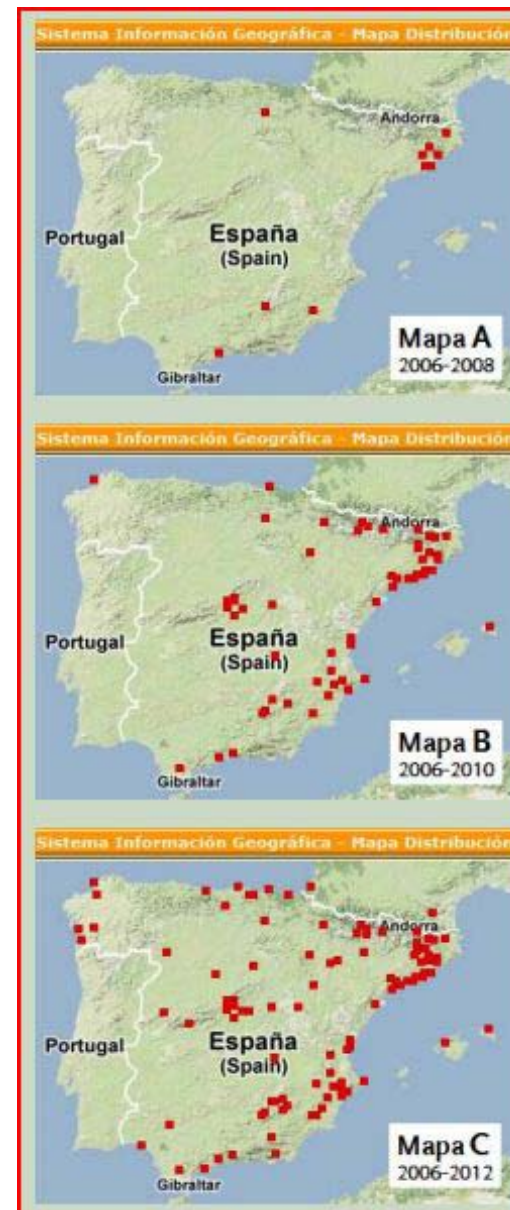 Sistema Información Geográfica - Mapa Distribución
Andorra
Portugal
España
(Spain)
Mapa A
2006-2008
Gibraltar
Sistema Información Geográfica - Mapa Distribución
Andorra
Portugal
España
(Spain)
Mapa B
2006-2010
Gibraltar
Sistema Información Geográfica - Mapa Distribución
Andorra
Portugal
España
(Spain)
Mapa C
2006-2012
Gibraltar